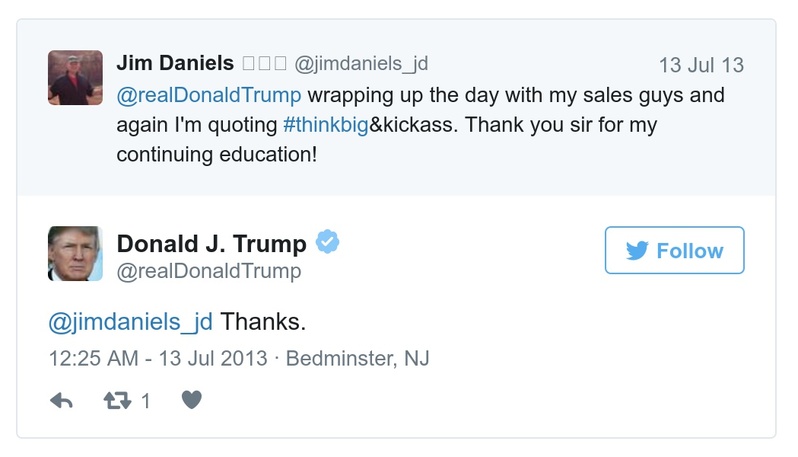 Jim Daniels □□□ @jimdaniels_jd 13 Jul 13
@realDonaldTrump wrapping up the day with my sales guys and
again I'm quoting #thinkbig&kickass. Thank you sir for my
continuing education!
Donald J. Trump
Follow
@realDonaldTrump
@jimdaniels_jd Thanks.
12:25 AM - 13 Jul 2013 · Bedminster, NJ
1